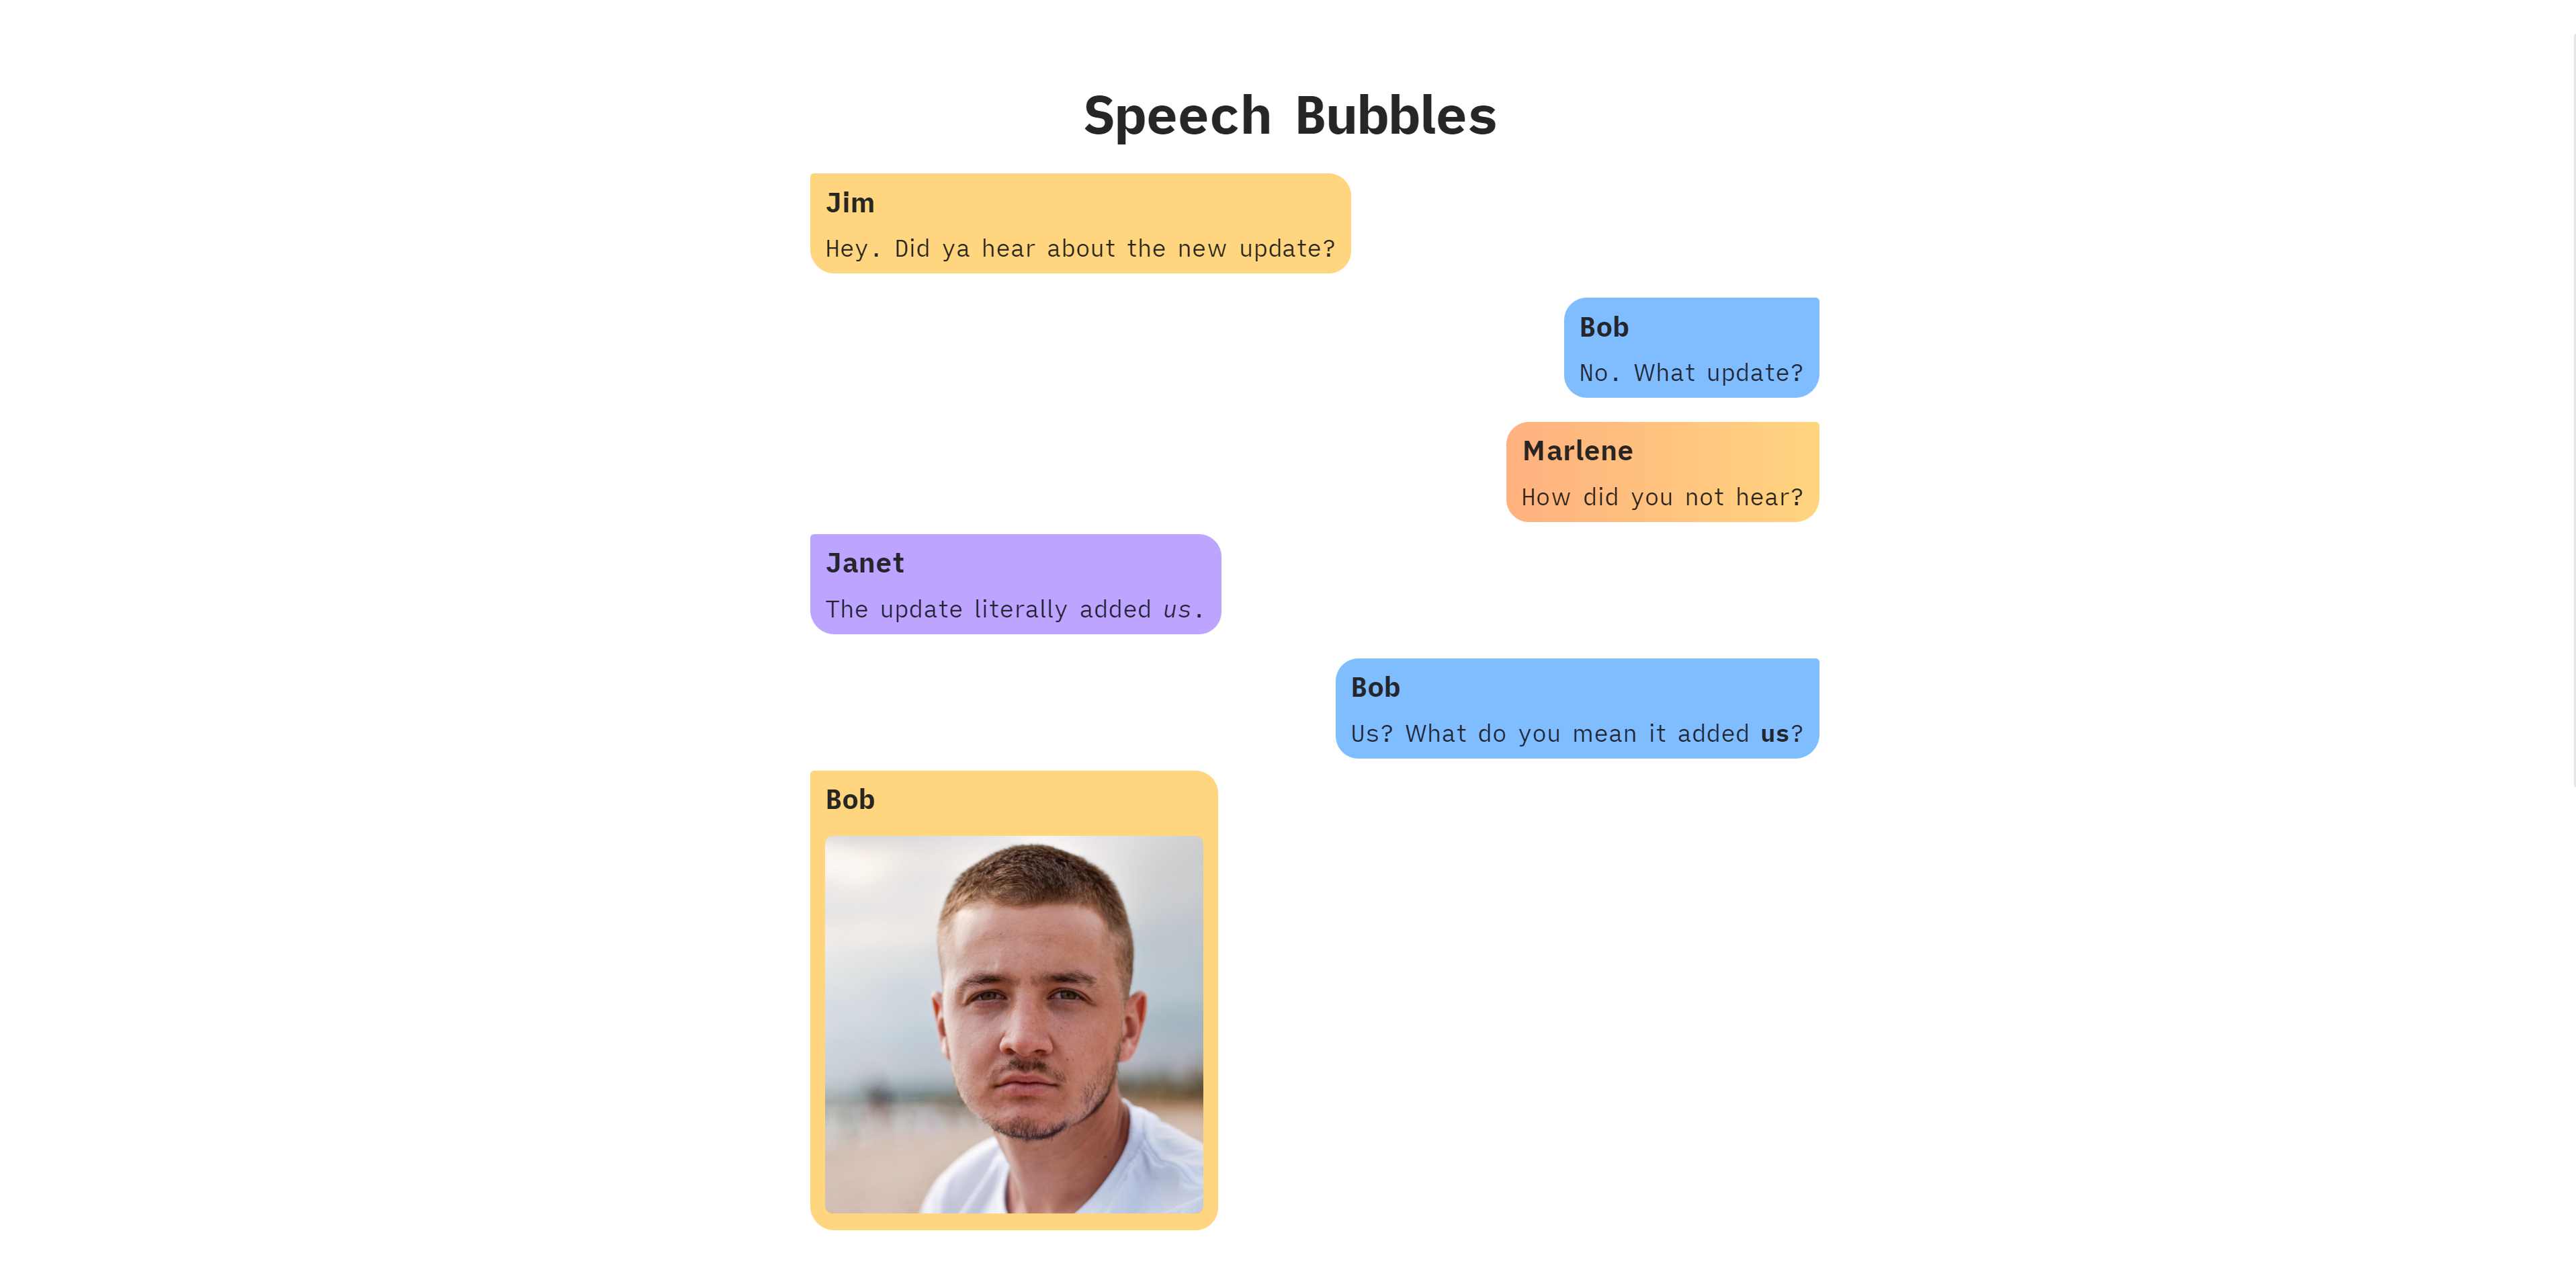 Speech Bubbles
Jim
Hey. Did ya hear about the new update?
Bob
No. What update?
Marlene
How did you not hear?
Janet
The update literally added us.
Bob
Us? What do you mean it added us?
Bob